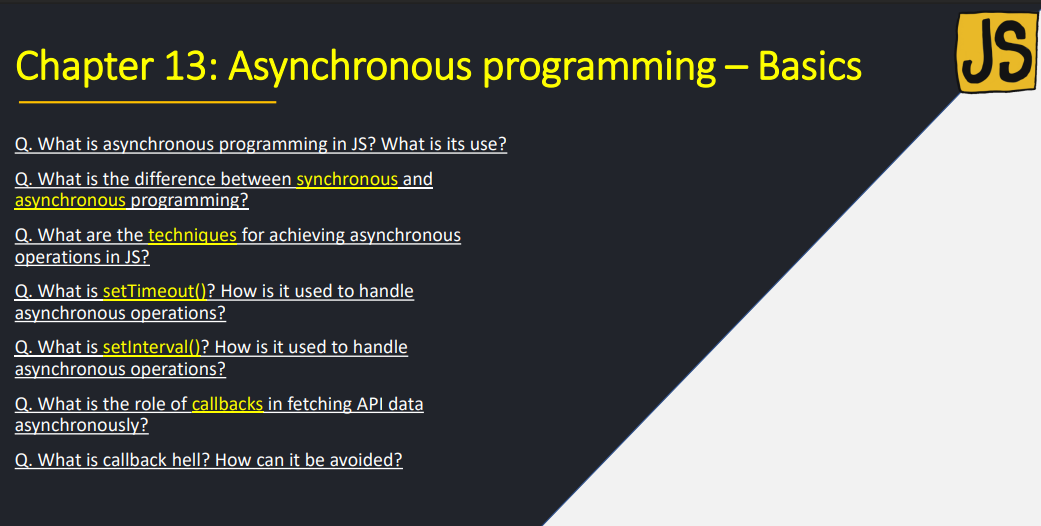 Chapter 13: Asynchronous programming – Basics
JS
Q. What is asynchronous programming in JS? What is its use?
Q. What is the difference between synchronous and
asynchronous programming?
Q. What are the techniques for achieving asynchronous
operations in JS?
Q. What is setTimeout()? How is it used to handle
asynchronous operations?
Q. What is setInterval()? How is it used to handle
asynchronous operations?
Q. What is the role of callbacks in fetching API data
asynchronously?
Q. What is callback hell? How can it be avoided?